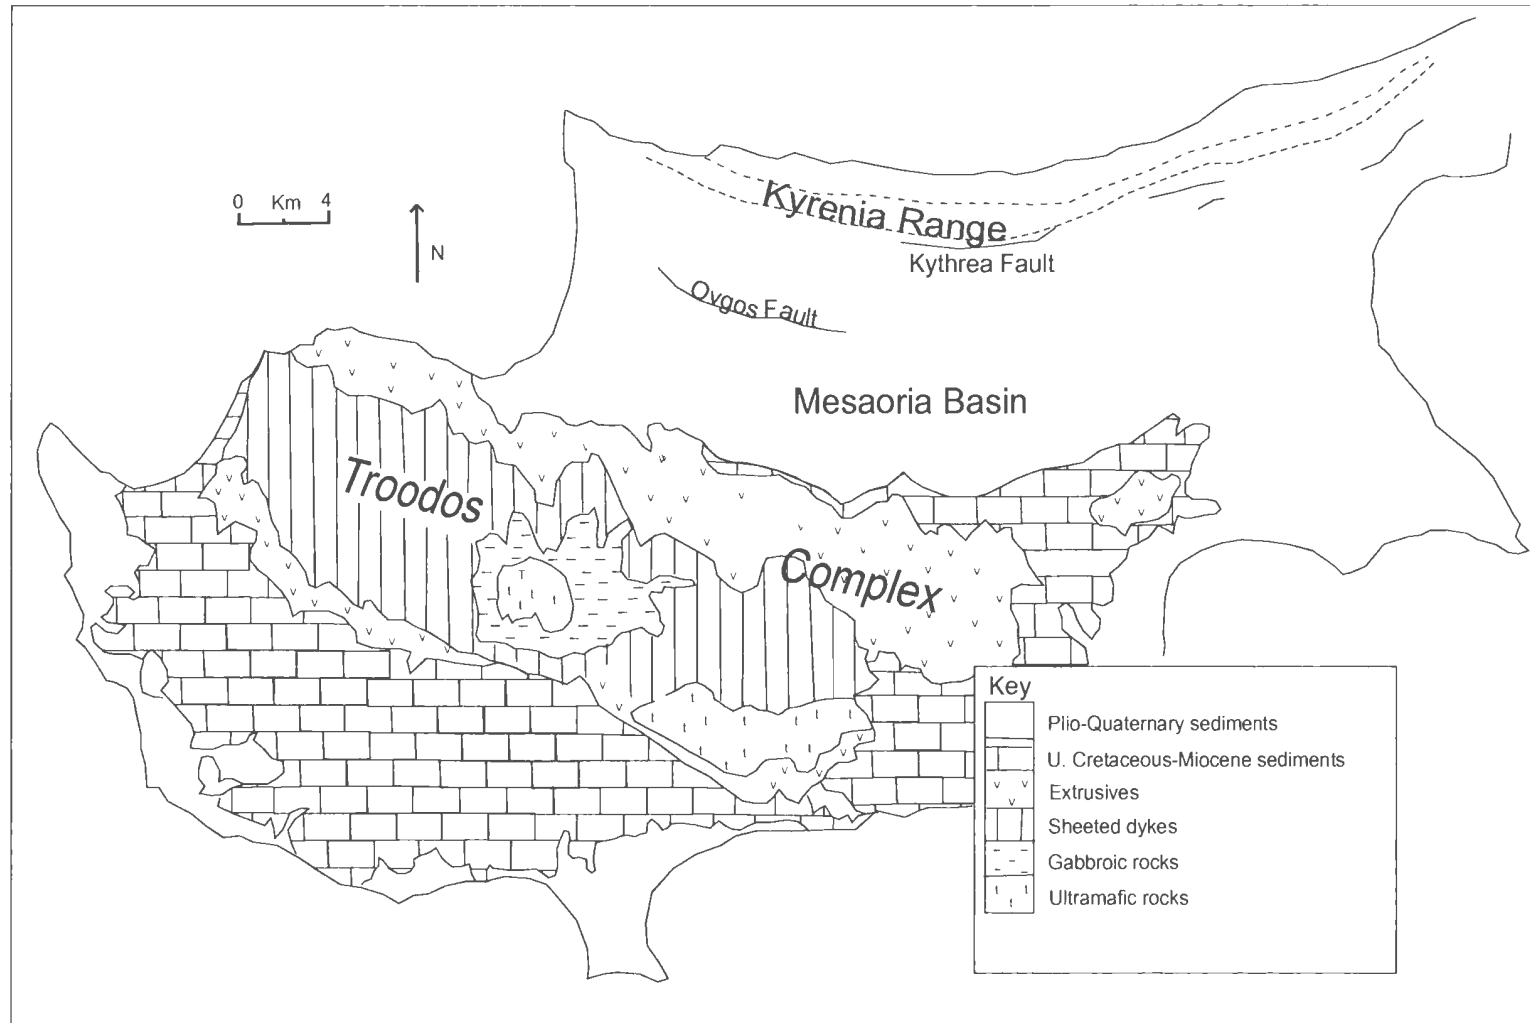 Kyrenia Range
0 Km 4
N
Kythrea Fault
Ovgos Fault
Mesaoria Basin
Troodos
Complex
Key
Plio-Quaternary sediments
U. Cretaceous-Miocene sediments
Extrusives
Sheeted dykes
Gabbroic rocks
Ultramafic rocks